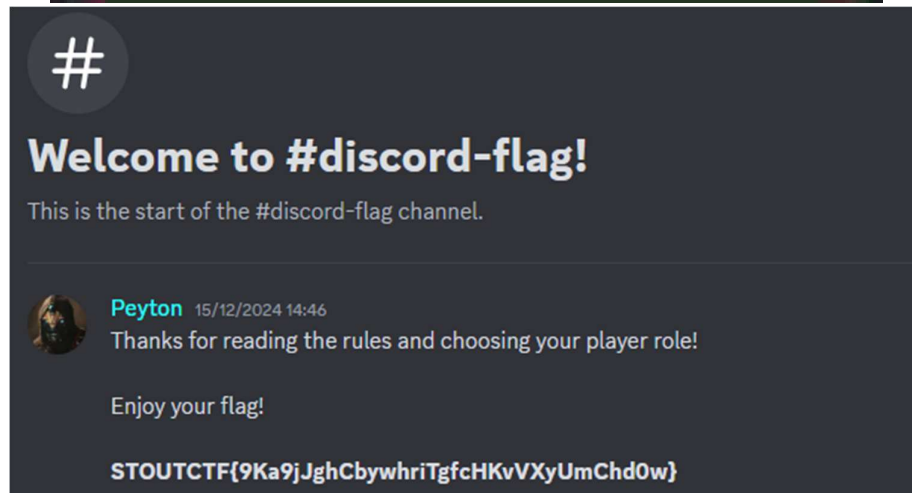 #
Welcome to #discord-flag!
This is the start of the #discord-flag channel.
Peyton 15/12/2024 14:46
Thanks for reading the rules and choosing your player role!
Enjoy your flag!
STOUTCTF{9Ka9jJghCbywhriTgfcHKvVXyUmChd0w}